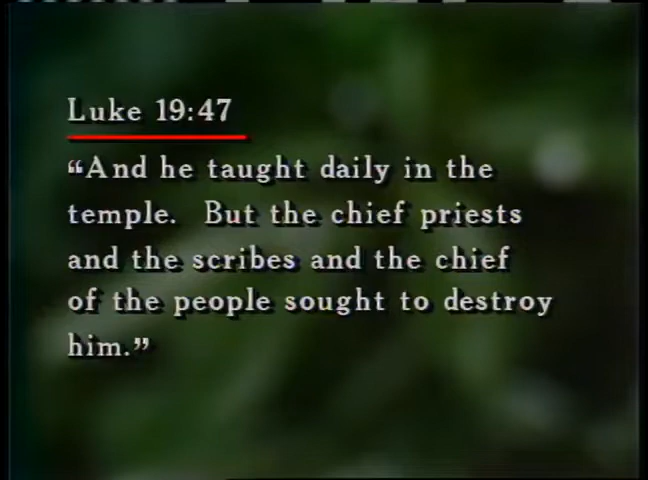 Luke 19:47
“And he taught daily in the
temple.  But the chief priests
and the scribes and the chief
of the people sought to destroy
him.”